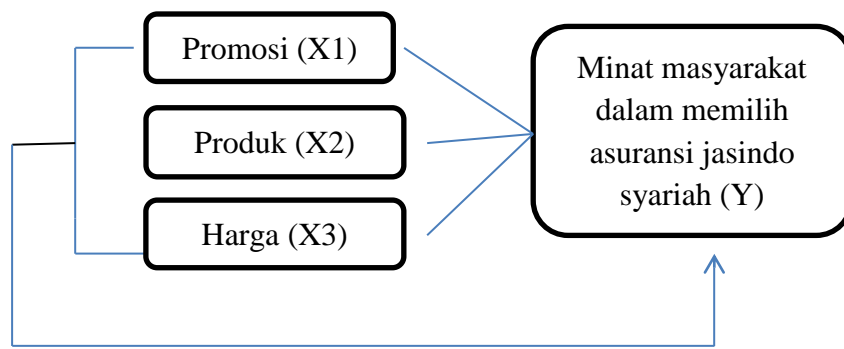 Promosi (X1)
Produk (X2)
Harga (X3)
Minat masyarakat
dalam memilih
asuransi jasindo
syariah (Y)